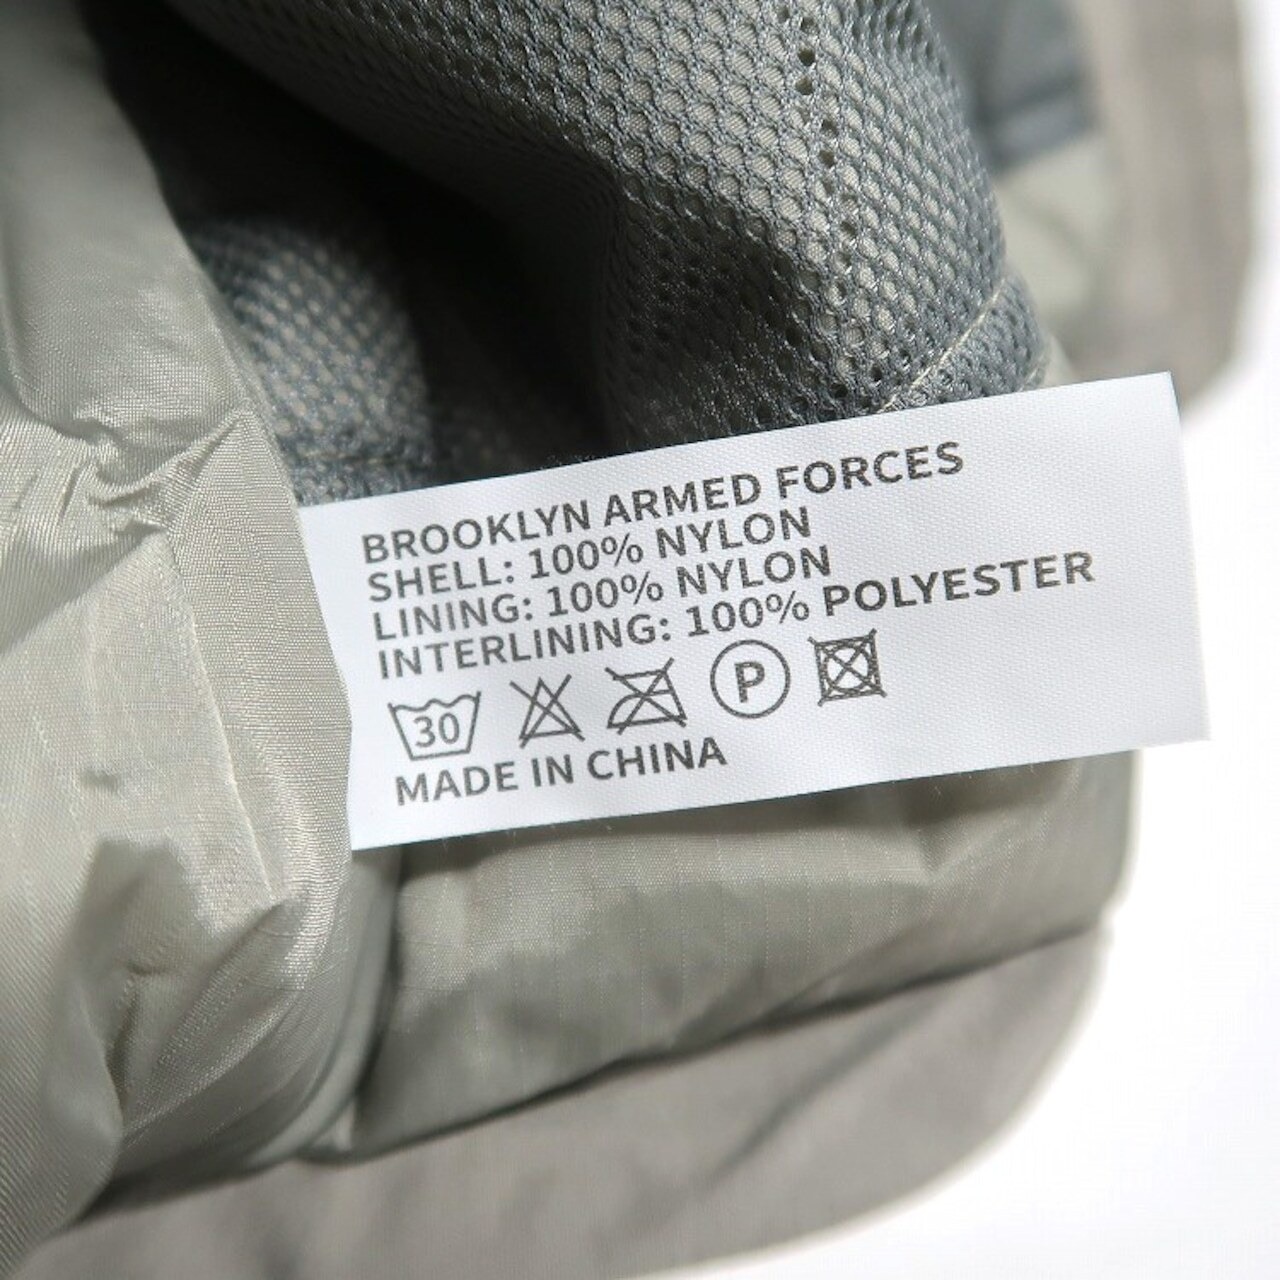 BROOKLYN ARMED FORCES
SHELL: 100% NYLON
LINING: 100% NYLON
INTERLINING: 100% POLYESTER
30 P
MADE IN CHINA